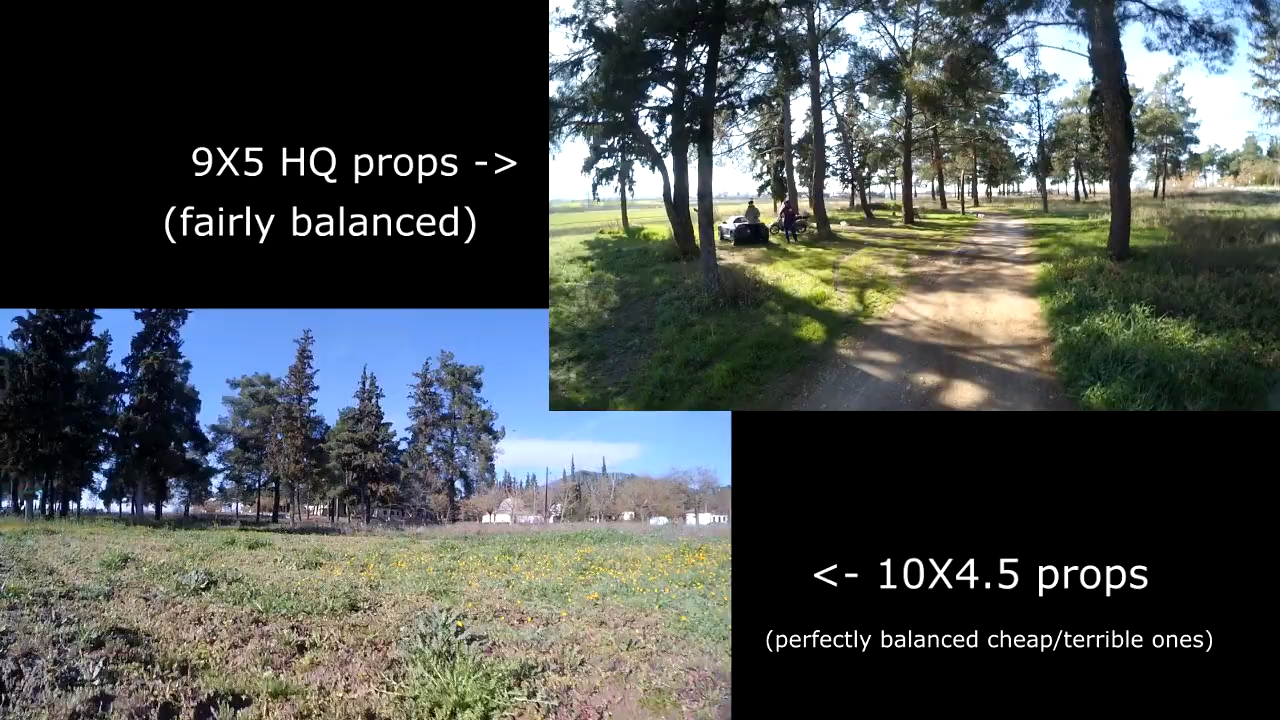 9X5 HQ props ->
(fairly balanced)
<- 10X4.5 props
(perfectly balanced cheap/terrible ones)